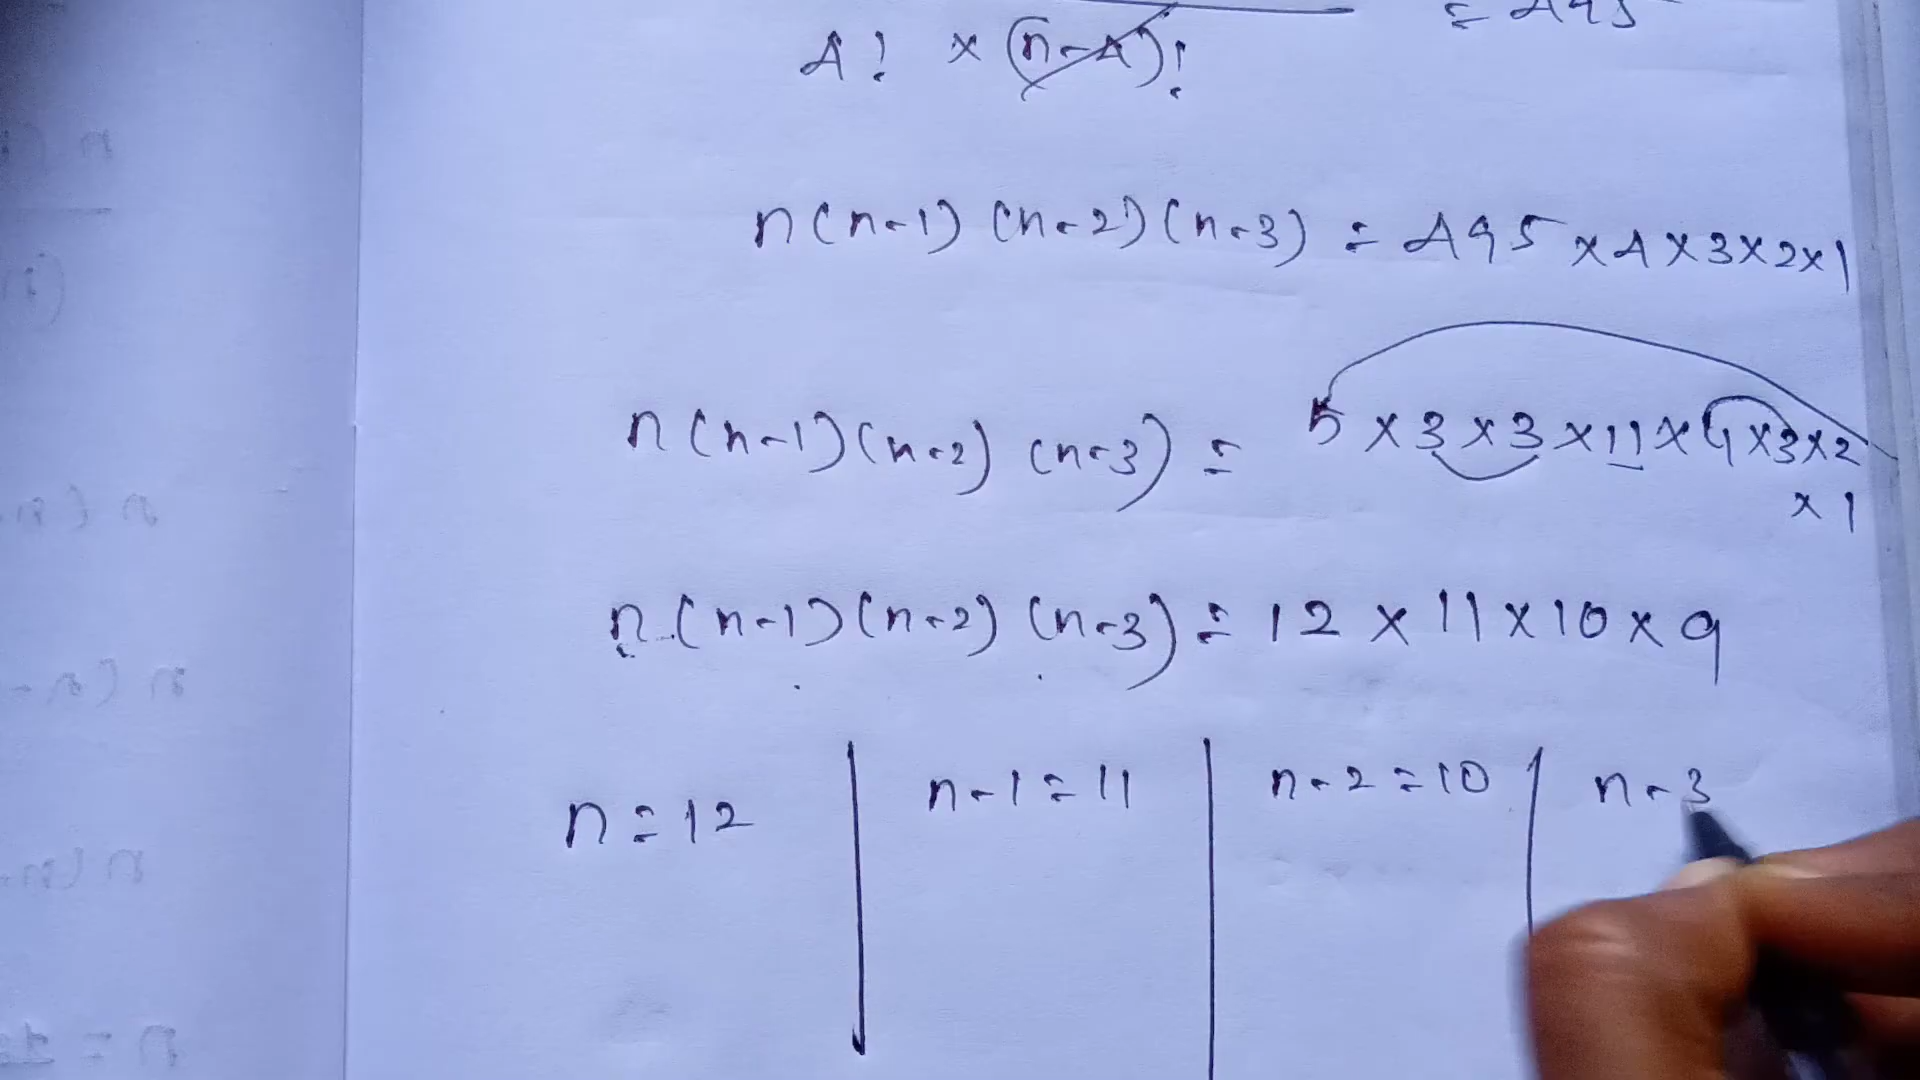 = 495
4! × (n-4)!
n(n-1) (n-2) (n-3) = 495 × 4 × 3 × 2 × 1
n(n-1)(n-2) (n-3) = 5 × 3 × 3 × 11 × 4 × 3 × 2
× 1
n(n-1)(n-2) (n-3) = 12 × 11 × 10 × 9
n = 12 n-1 = 11 n-2 = 10 n-3